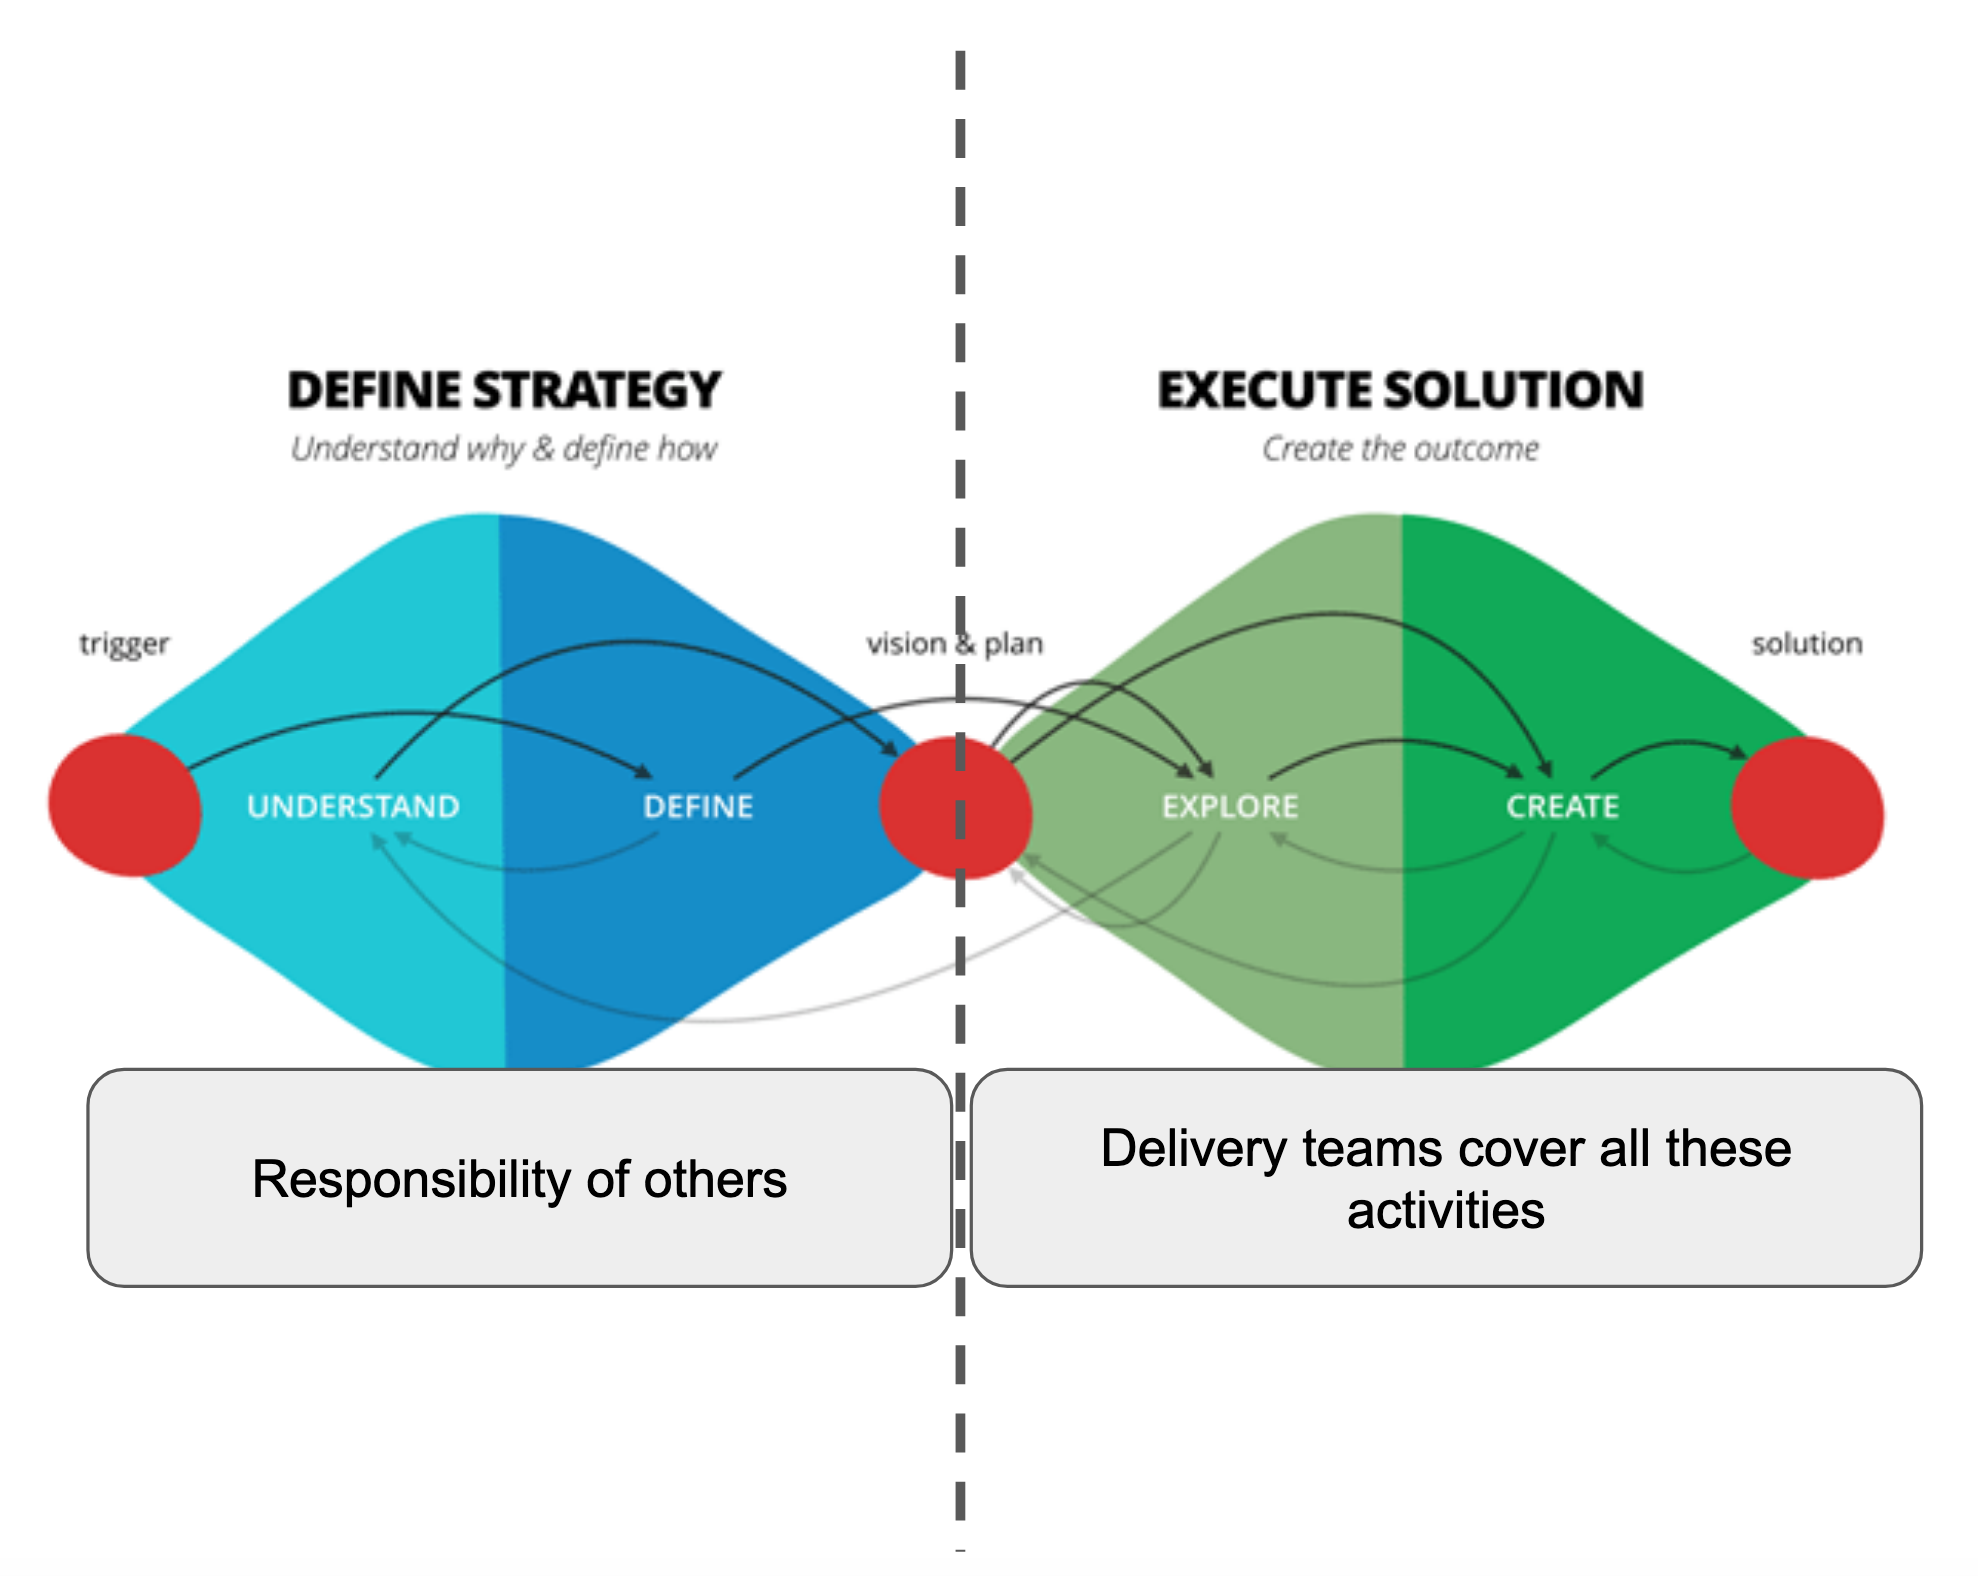 DEFINE STRATEGY
Understand why & define how
EXECUTE SOLUTION
Create the outcome
trigger
vision & plan
solution
UNDERSTAND
DEFINE
EXPLORE
CREATE
Responsibility of others
Delivery teams cover all these
activities